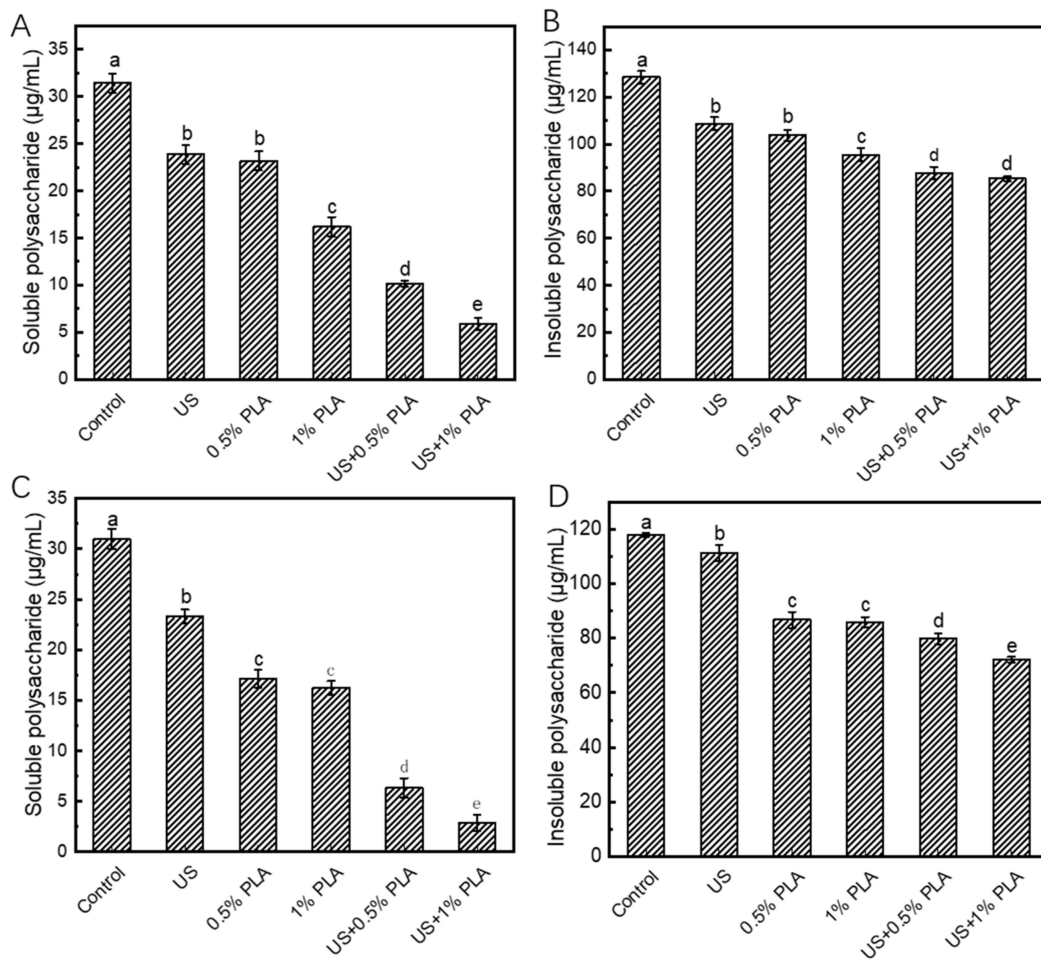 A
Soluble polysaccharide (μg/mL)
35
30
25
20
15
10
5
0
a
b
b
c
d
e
Control
US
0.5% PLA
1% PLA
US+0.5% PLA
US+1% PLA
B
Insoluble polysaccharide (μg/mL)
140
120
100
80
60
40
20
0
a
b
b
c
d
d
Control
US
0.5% PLA
1% PLA
US+0.5% PLA
US+1% PLA
C
Soluble polysaccharide (μg/mL)
35
30
25
20
15
10
5
0
a
b
c
c
d
e
Control
US
0.5% PLA
1% PLA
US+0.5% PLA
US+1% PLA
D
Insoluble polysaccharide (μg/mL)
120
100
80
60
40
20
0
a
b
c
c
d
e
Control
US
0.5% PLA
1% PLA
US+0.5% PLA
US+1% PLA